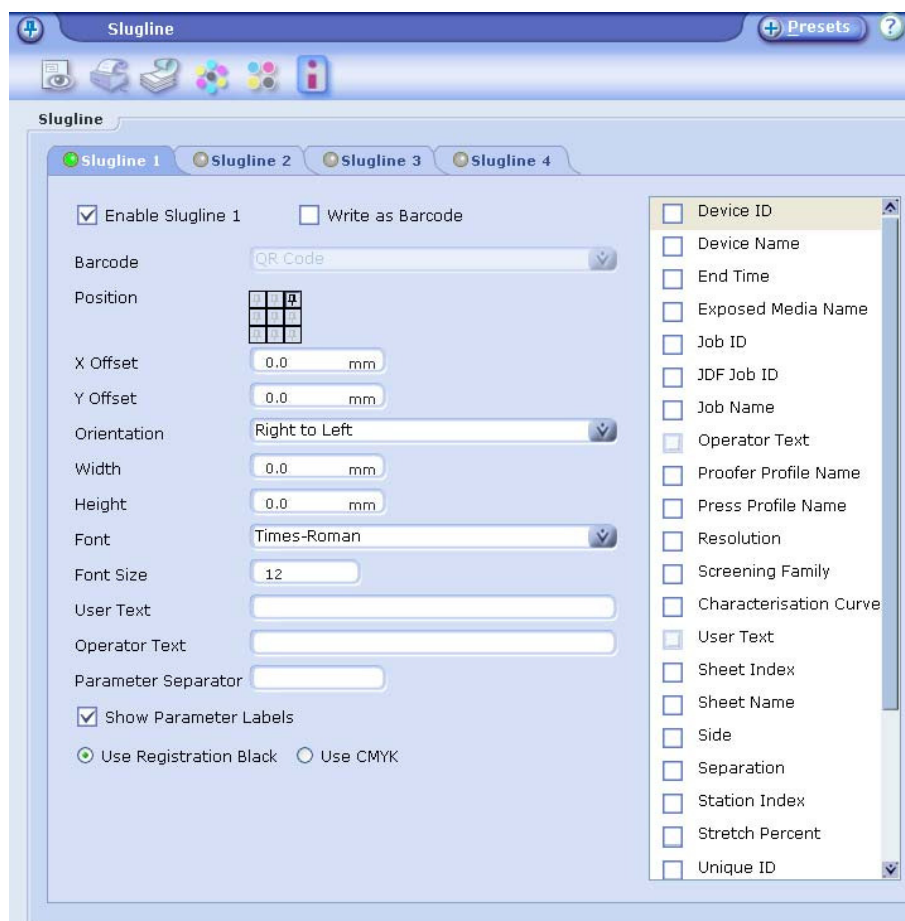 Slugline
Presets
?
Slugline
Slugline 1
Slugline 2
Slugline 3
Slugline 4
Enable Slugline 1
Write as Barcode
Barcode
QR Code
Position
X Offset
0.0 mm
Y Offset
0.0 mm
Orientation
Right to Left
Width
0.0 mm
Height
0.0 mm
Font
Times-Roman
Font Size
12
User Text
Operator Text
Parameter Separator
Show Parameter Labels
Use Registration Black
Use CMYK
Device ID
Device Name
End Time
Exposed Media Name
Job ID
JDF Job ID
Job Name
Operator Text
Proofer Profile Name
Press Profile Name
Resolution
Screening Family
Characterisation Curve
User Text
Sheet Index
Sheet Name
Side
Separation
Station Index
Stretch Percent
Unique ID